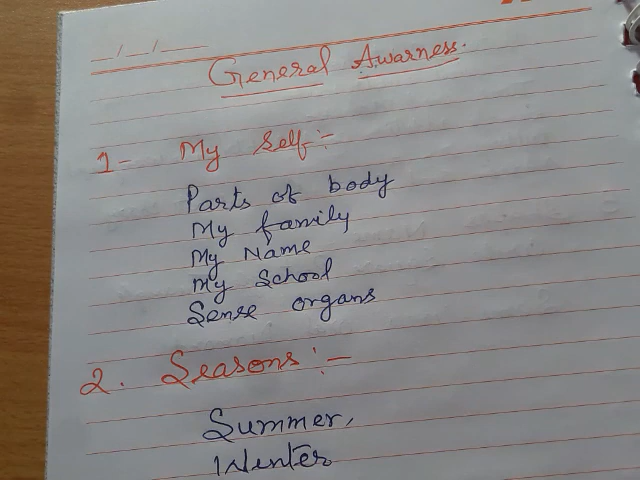 General Awarness.
1- My self:-
Parts of body
My family
My Name
My School
Sense organs
2. Seasons:-
Summer,
Winter